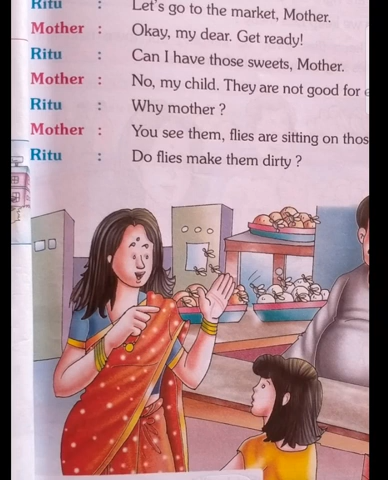 Ritu : Let's go to the market, Mother.
Mother : Okay, my dear. Get ready!
Ritu : Can I have those sweets, Mother.
Mother : No, my child. They are not good for
Ritu : Why mother ?
Mother : You see them, flies are sitting on thos
Ritu : Do flies make them dirty ?